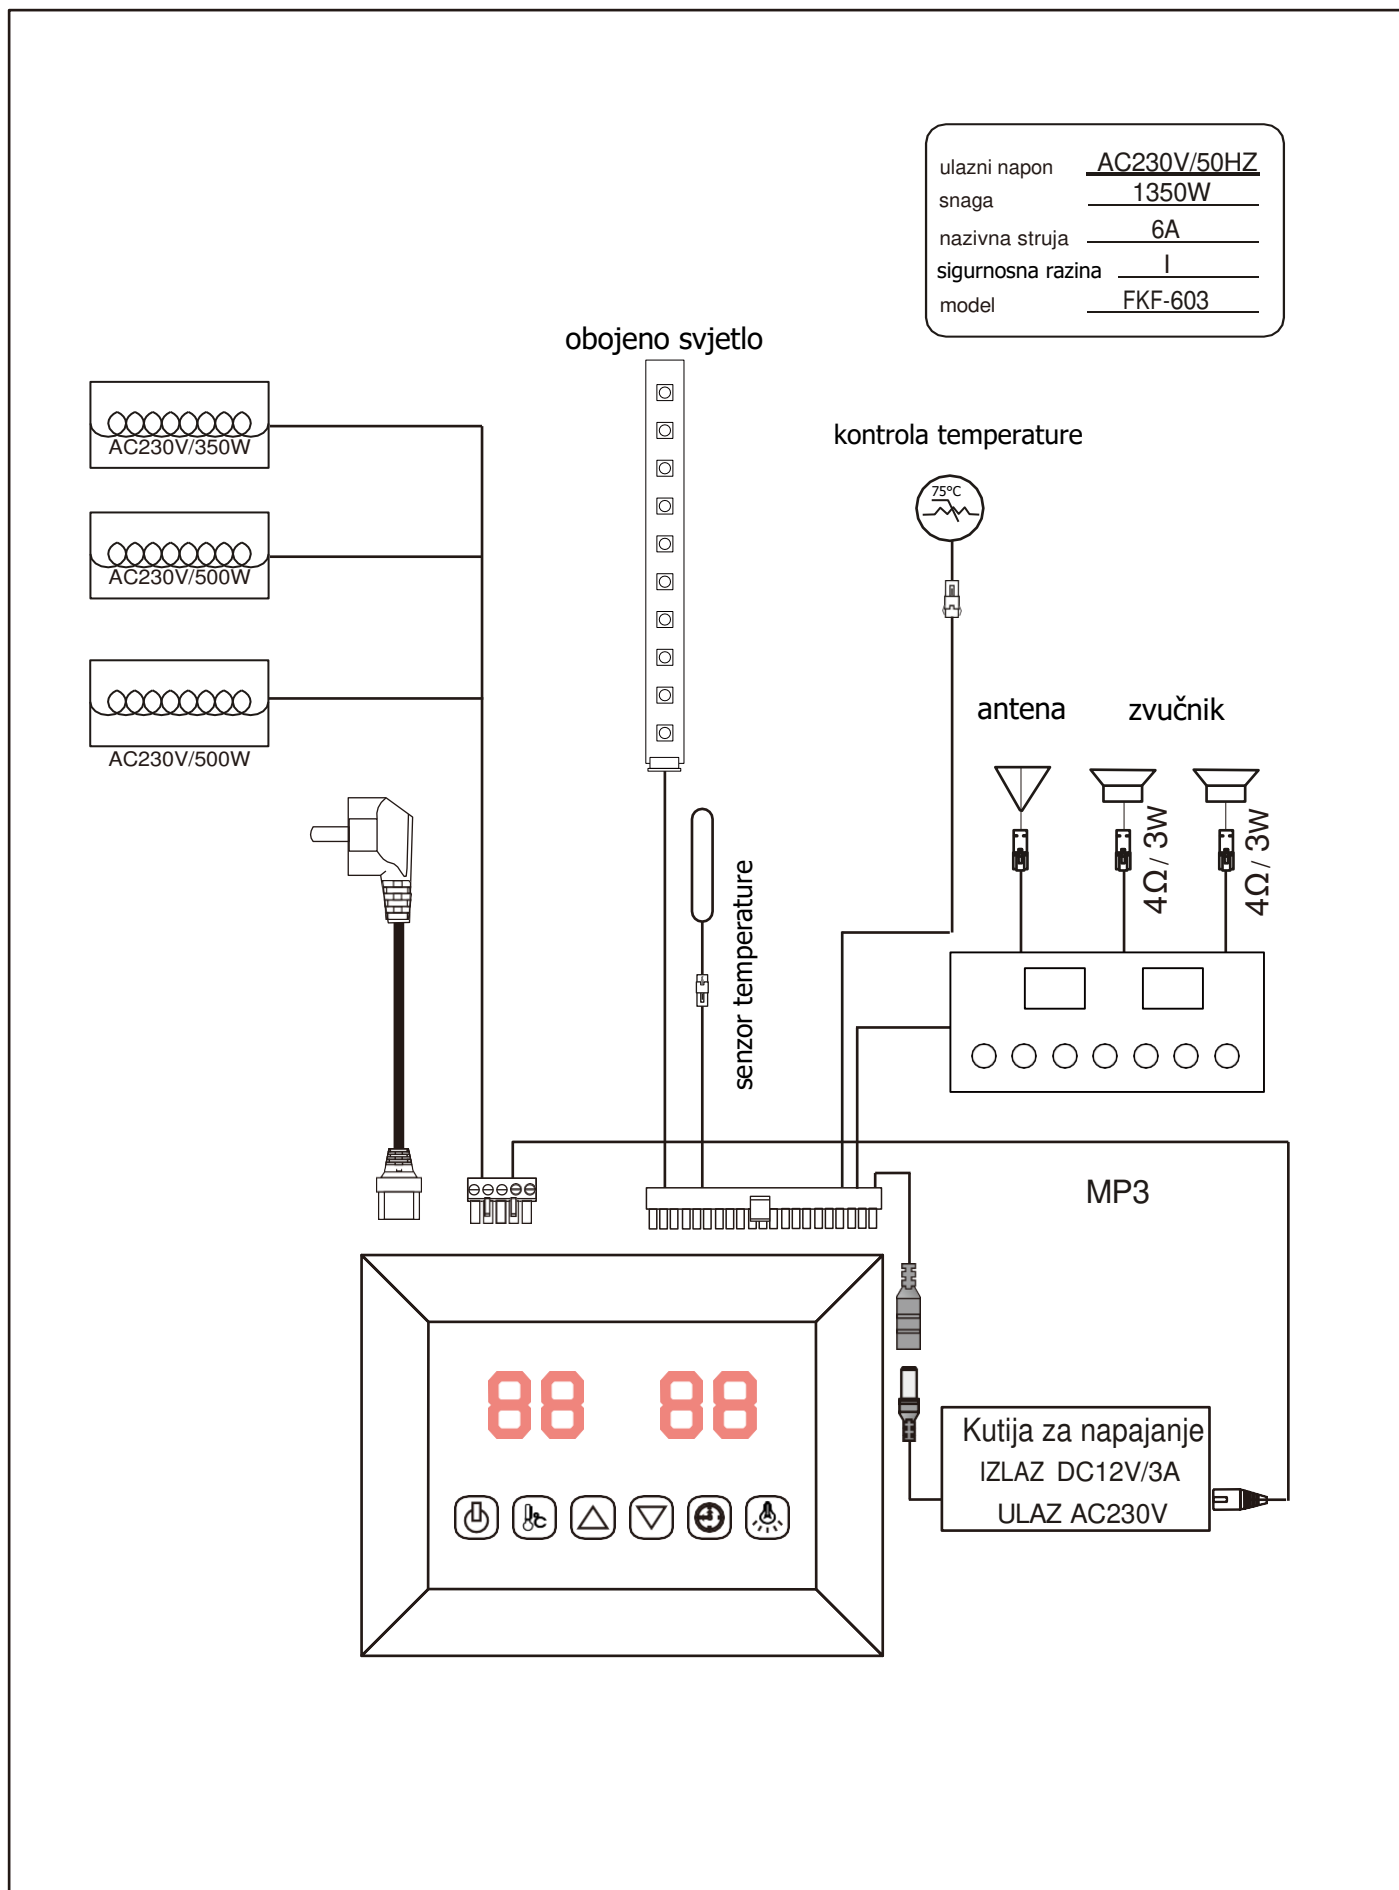 ulazni napon AC230V/50HZ
snaga 1350W
nazivna struja 6A
sigurnosna razina I
model FKF-603
obojeno svjetlo
AC230V/350W
AC230V/500W
AC230V/500W
kontrola temperature
75°C
antena zvučnik
4Ω/3w
4Ω/3w
senzor temperature
MP3
88 88
°C
Kutija za napajanje
IZLAZ DC12V/3A
ULAZ AC230V